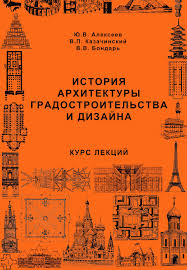 Ю.В. Алексеев
В.П. Казачинский
В.В. Бондарь
ИСТОРИЯ
АРХИТЕКТУРЫ
ГРАДОСТРОИТЕЛЬСТВА
И ДИЗАЙНА
КУРС ЛЕКЦИЙ